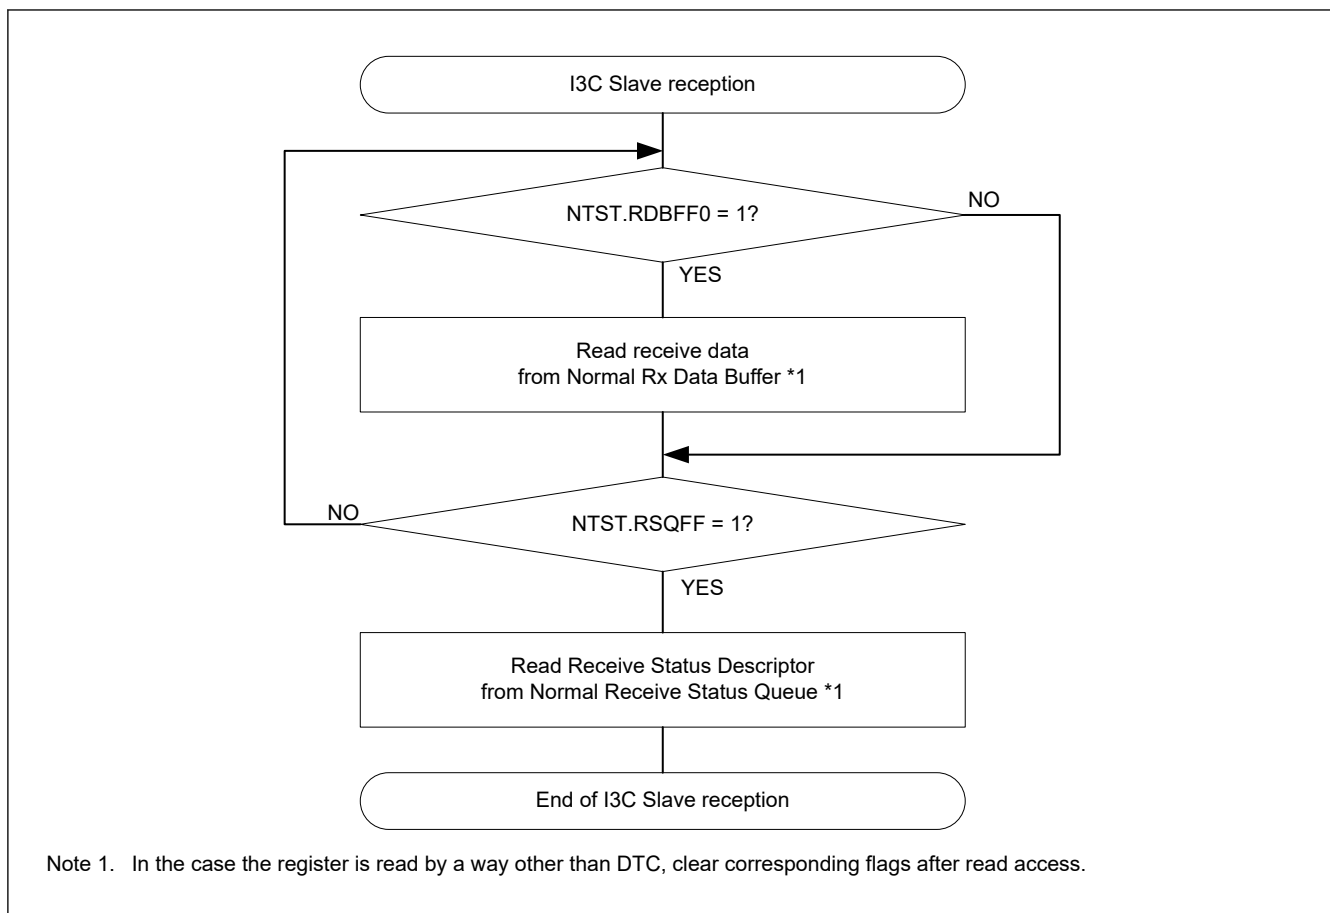 I3C Slave reception
NTST.RDBFF0 = 1?
NO
YES
Read receive data
from Normal Rx Data Buffer *1
NO
NTST.RSQFF = 1?
YES
Read Receive Status Descriptor
from Normal Receive Status Queue *1
End of I3C Slave reception
Note 1. In the case the register is read by a way other than DTC, clear corresponding flags after read access.